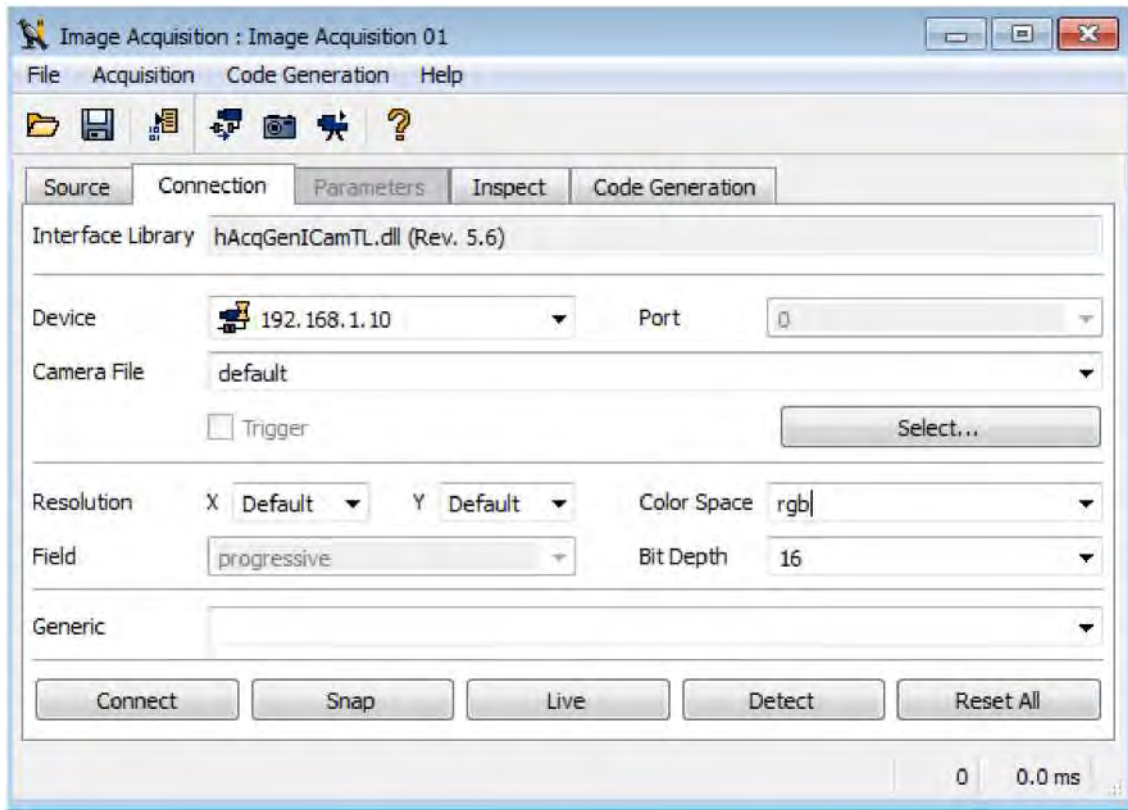 Image Acquisition : Image Acquisition 01
File Acquisition Code Generation Help
Source Connection Parameters Inspect Code Generation
Interface Library hAcqGenICamTL.dll (Rev. 5.6)
Device 192.168.1.10 Port 0
Camera File default
Trigger Select...
Resolution X Default Y Default Color Space rgb
Field progressive Bit Depth 16
Generic
Connect Snap Live Detect Reset All
0 0.0 ms